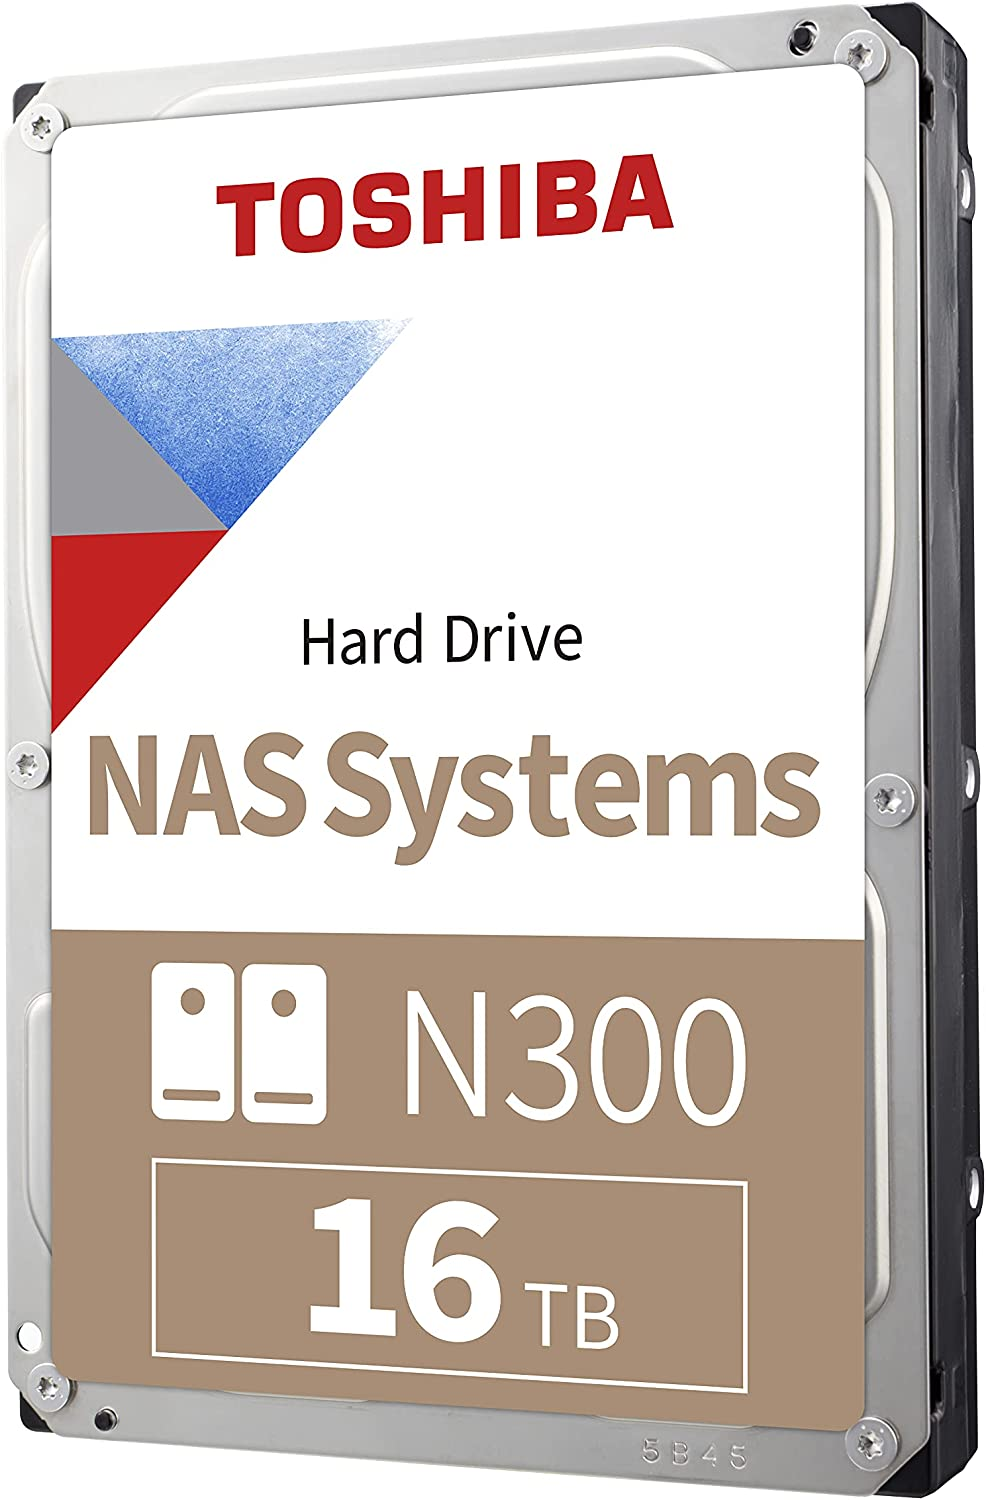 TOSHIBA
Hard Drive
NAS Systems
N300
16 TB
5B45